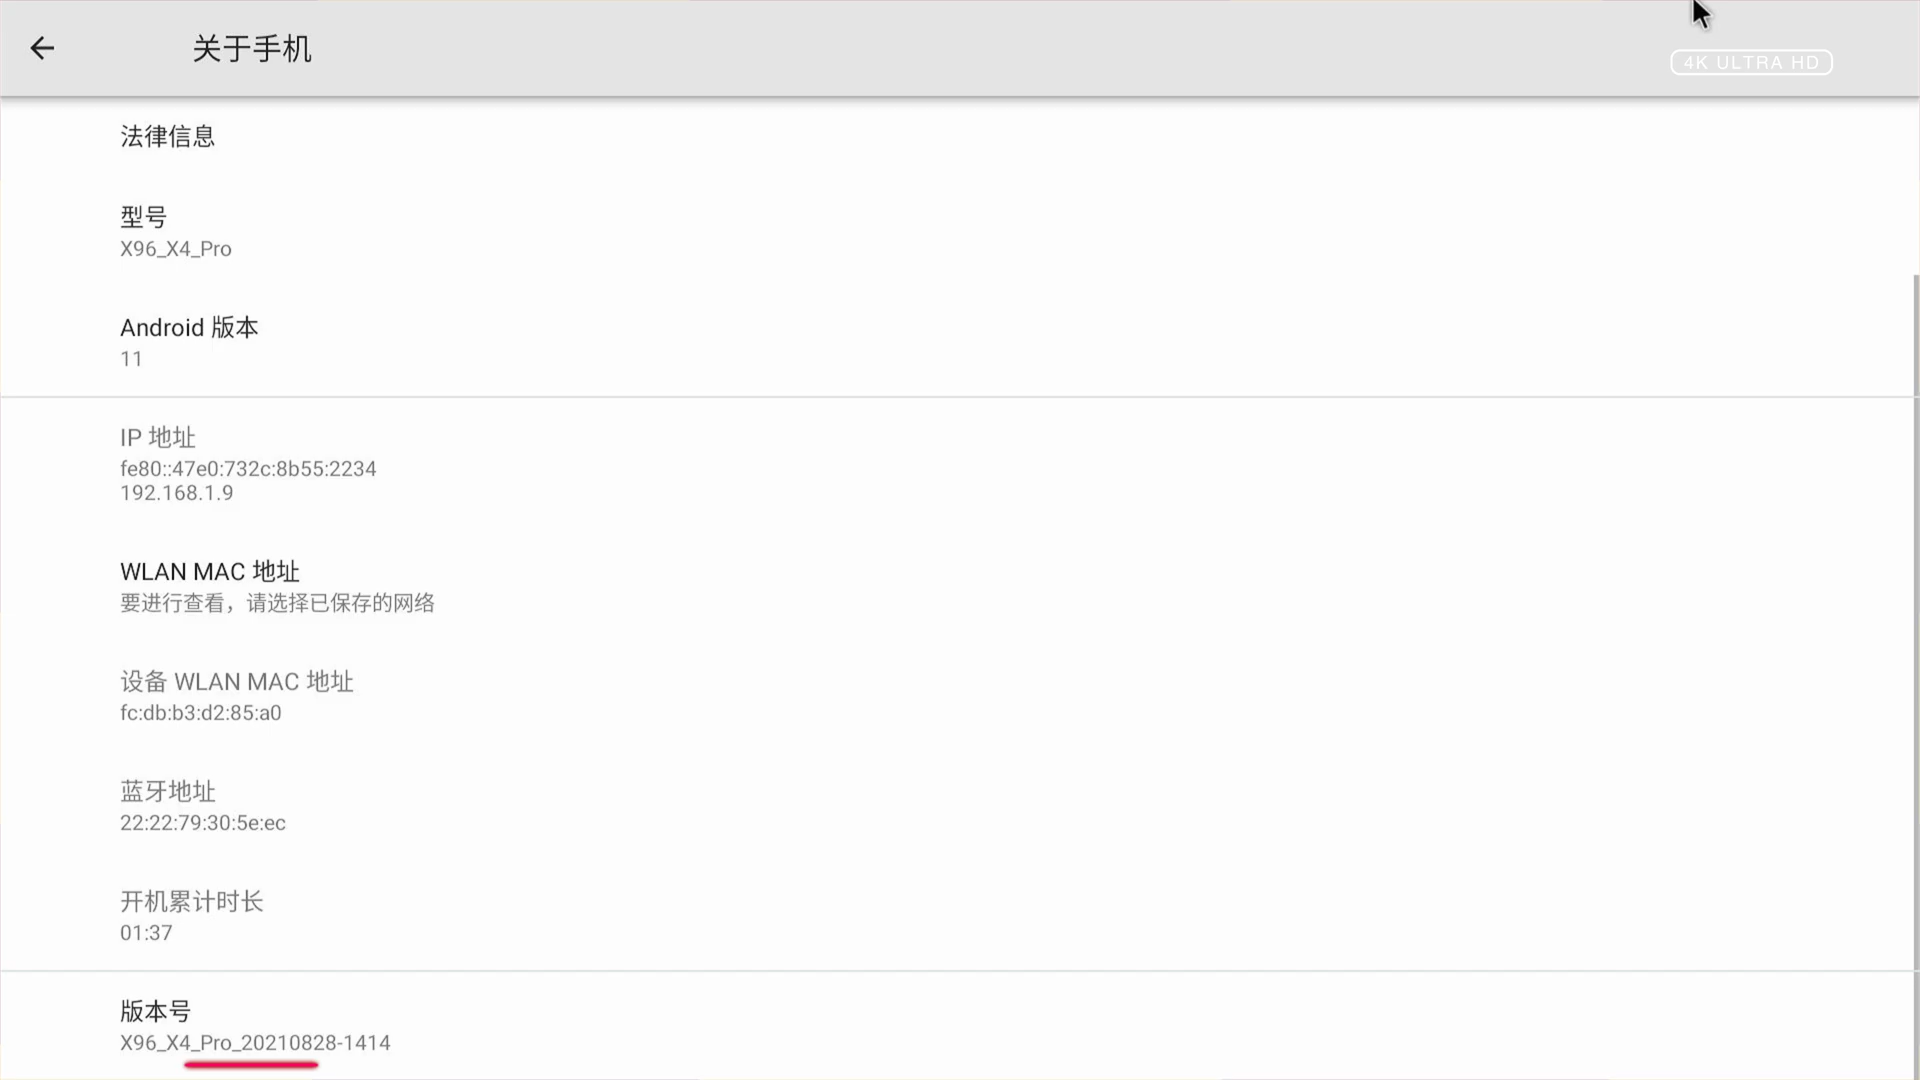 关于手机
4K ULTRA HD
法律信息
型号
X96_X4_Pro
Android 版本
11
IP 地址
fe80::47e0:732c:8b55:2234
192.168.1.9
WLAN MAC 地址
要进行查看，请选择已保存的网络
设备 WLAN MAC 地址
fc:db:b3:d2:85:a0
蓝牙地址
22:22:79:30:5e:ec
开机累计时长
01:37
版本号
X96_X4_Pro_20210828-1414